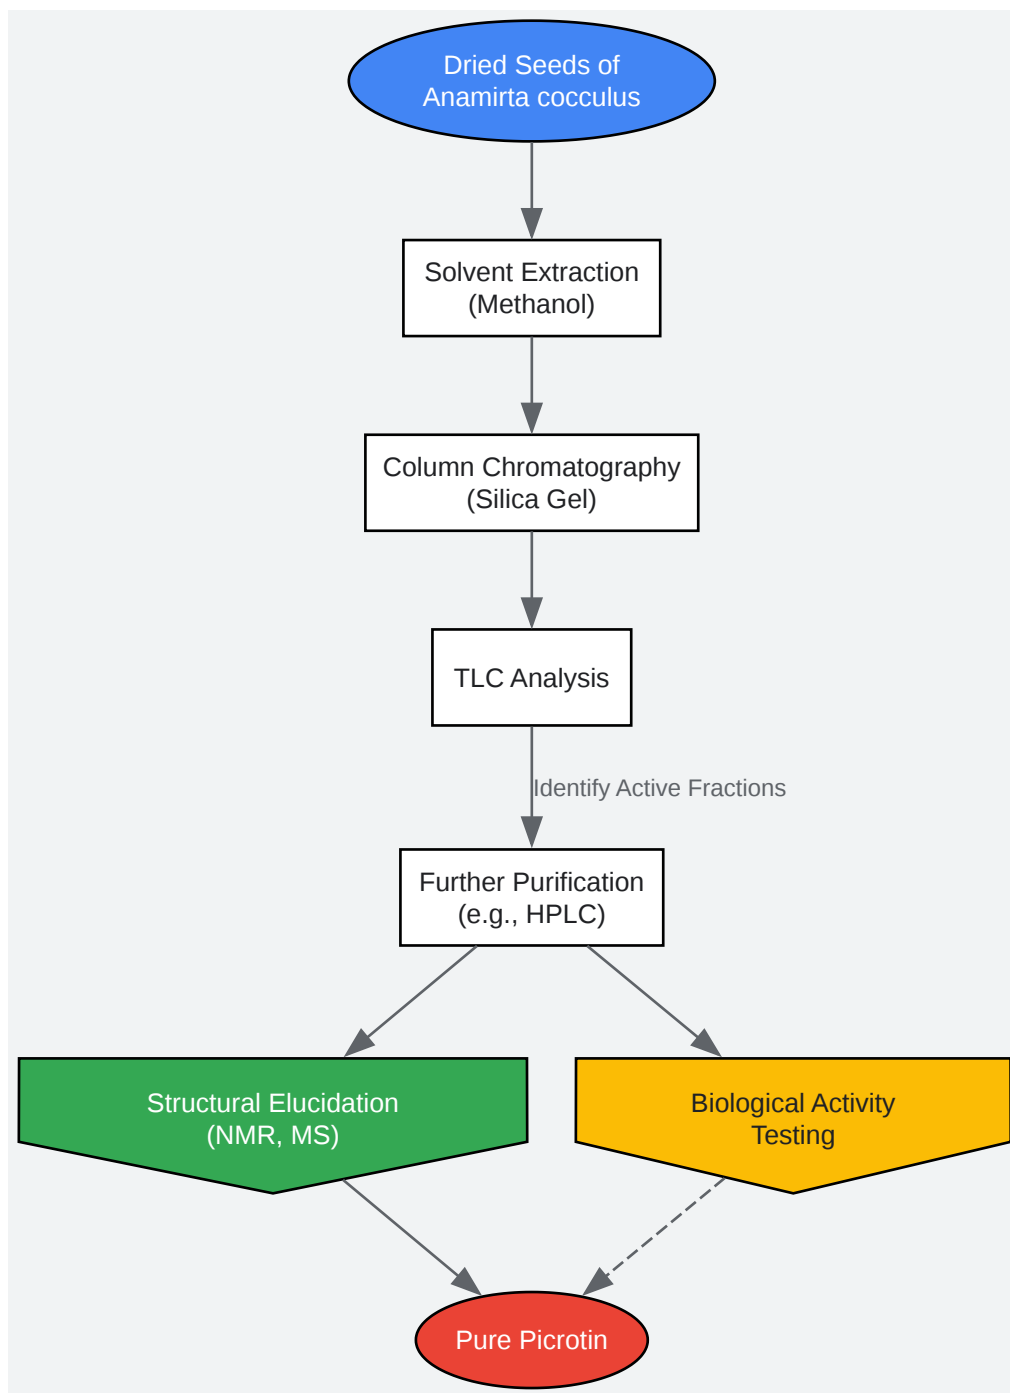 Dried Seeds of
Anamirta cocculus
Solvent Extraction
(Methanol)
Column Chromatography
(Silica Gel)
TLC Analysis
Identify Active Fractions
Further Purification
(e.g., HPLC)
Structural Elucidation
(NMR, MS)
Biological Activity
Testing
Pure Picrotin